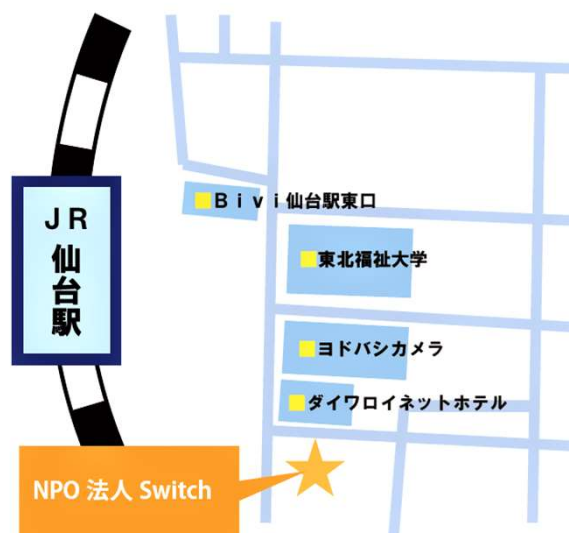 Ｂｉｖｉ仙台駅東口
ＪＲ
仙台駅
東北福祉大学
ヨドバシカメラ
ダイワロイネットホテル
NPO 法人 Switch